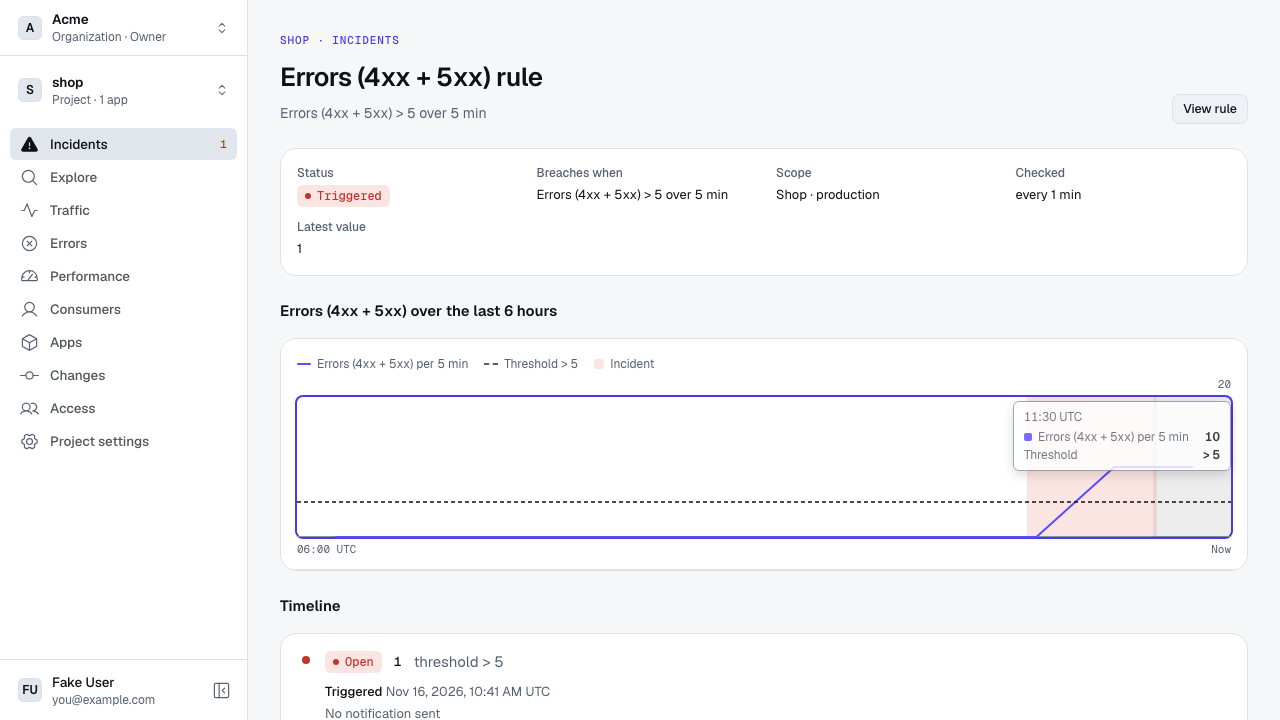 A
Acme
Organization · Owner
S
shop
Project · 1 app
Incidents
1
Explore
Traffic
Errors
Performance
Consumers
Apps
Changes
Access
Project settings
FU
Fake User
you@example.com
SHOP · INCIDENTS
Errors (4xx + 5xx) rule
Errors (4xx + 5xx) > 5 over 5 min
View rule
Status
Triggered
Breaches when
Errors (4xx + 5xx) > 5 over 5 min
Scope
Shop · production
Checked
every 1 min
Latest value
1
Errors (4xx + 5xx) over the last 6 hours
Errors (4xx + 5xx) per 5 min
Threshold > 5
Incident
20
11:30 UTC
Errors (4xx + 5xx) per 5 min 10
Threshold > 5
06:00 UTC
Now
Timeline
Open 1 threshold > 5
Triggered Nov 16, 2026, 10:41 AM UTC
No notification sent